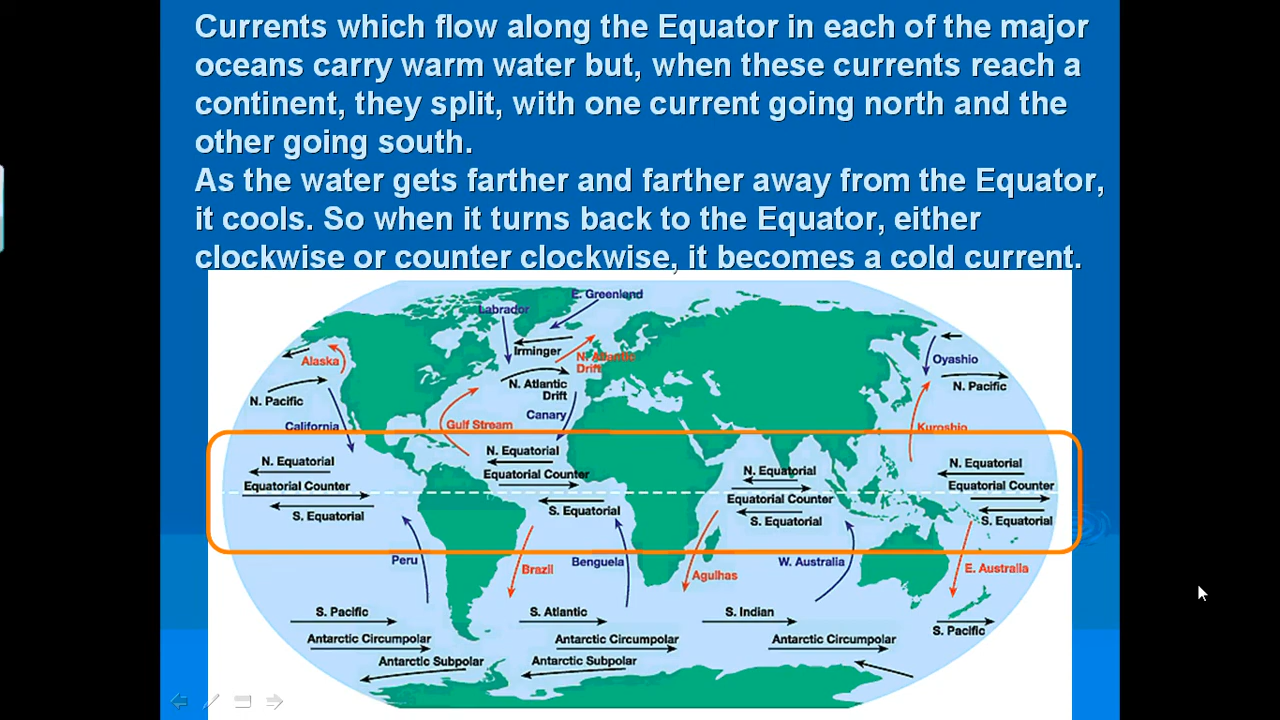 Currents which flow along the Equator in each of the major
oceans carry warm water but, when these currents reach a
continent, they split, with one current going north and the
other going south.
As the water gets farther and farther away from the Equator,
it cools. So when it turns back to the Equator, either
clockwise or counter clockwise, it becomes a cold current.
E. Greenland
Labrador
Irminger
N. Atlantic
Drift
Alaska
Oyashio
N. Pacific
N. Atlantic
Drift
N. Pacific
Canary
California
Gulf Stream
Kuroshio
N. Equatorial
N. Equatorial
N. Equatorial
N. Equatorial
Equatorial Counter
Equatorial Counter
Equatorial Counter
Equatorial Counter
S. Equatorial
S. Equatorial
S. Equatorial
S. Equatorial
Peru
Brazil
Benguela
Agulhas
W. Australia
E. Australia
S. Pacific
S. Atlantic
S. Indian
S. Pacific
Antarctic Circumpolar
Antarctic Circumpolar
Antarctic Circumpolar
Antarctic Subpolar
Antarctic Subpolar